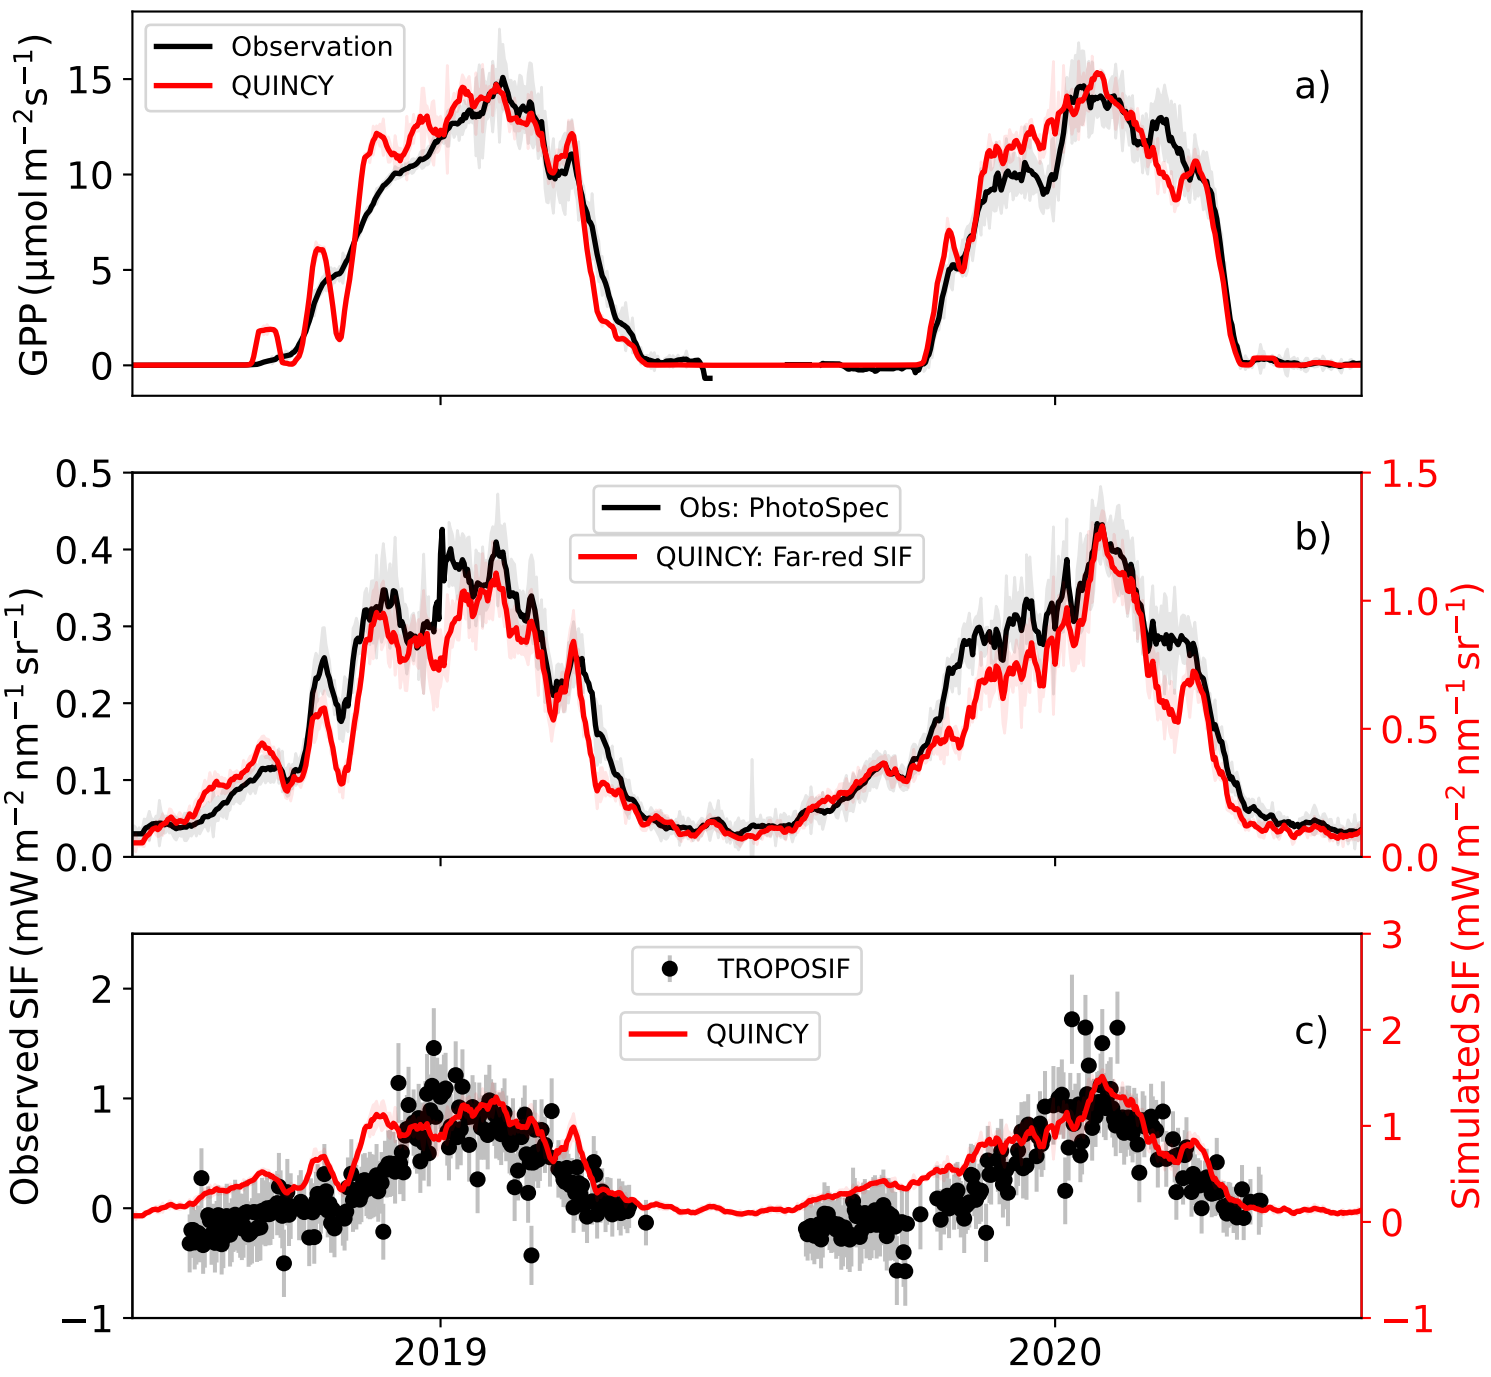 Observation
QUINCY
a)
15
10
5
0
GPP (μmol m⁻²s⁻¹)
0.5
0.4
0.3
0.2
0.1
0.0
Obs: PhotoSpec
QUINCY: Far-red SIF
b)
1.5
1.0
0.5
0.0
Observed SIF (mW m⁻² nm⁻¹ sr⁻¹)
Simulated SIF (mW m⁻² nm⁻¹ sr⁻¹)
2
1
0
−1
TROPOSIF
QUINCY
c)
3
2
1
0
−1
2019
2020